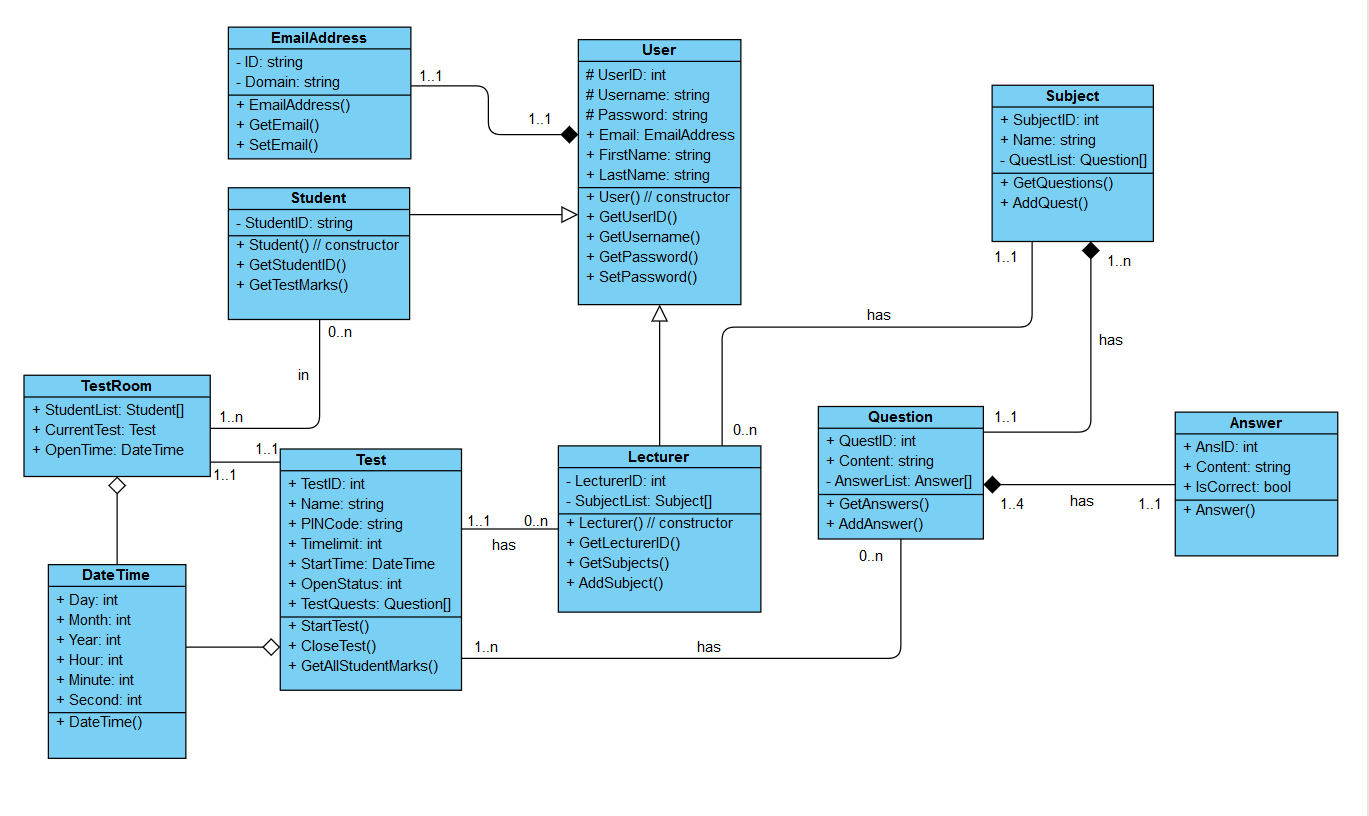 EmailAddress
- ID: string
- Domain: string
+ EmailAddress()
+ GetEmail()
+ SetEmail()
1..1
1..1
User
# UserID: int
# Username: string
# Password: string
+ Email: EmailAddress
+ FirstName: string
+ LastName: string
+ User() // constructor
+ GetUserID()
+ GetUsername()
+ GetPassword()
+ SetPassword()
Subject
+ SubjectID: int
+ Name: string
- QuestList: Question[]
+ GetQuestions()
+ AddQuest()
1..1
1..n
has
has
Student
- StudentID: string
+ Student() // constructor
+ GetStudentID()
+ GetTestMarks()
0..n
in
1..n
TestRoom
+ StudentList: Student[]
+ CurrentTest: Test
+ OpenTime: DateTime
1..1
1..1
Test
+ TestID: int
+ Name: string
+ PINCode: string
+ Timelimit: int
+ StartTime: DateTime
+ OpenStatus: int
+ TestQuests: Question[]
+ StartTest()
+ CloseTest()
+ GetAllStudentMarks()
1..1
0..n
has
0..n
Lecturer
- LecturerID: int
- SubjectList: Subject[]
+ Lecturer() // constructor
+ GetLecturerID()
+ GetSubjects()
+ AddSubject()
Question
+ QuestID: int
+ Content: string
- AnswerList: Answer[]
+ GetAnswers()
+ AddAnswer()
1..1
1..4
has
1..1
Answer
+ AnsID: int
+ Content: string
+ IsCorrect: bool
+ Answer()
0..n
1..n
has
DateTime
+ Day: int
+ Month: int
+ Year: int
+ Hour: int
+ Minute: int
+ Second: int
+ DateTime()